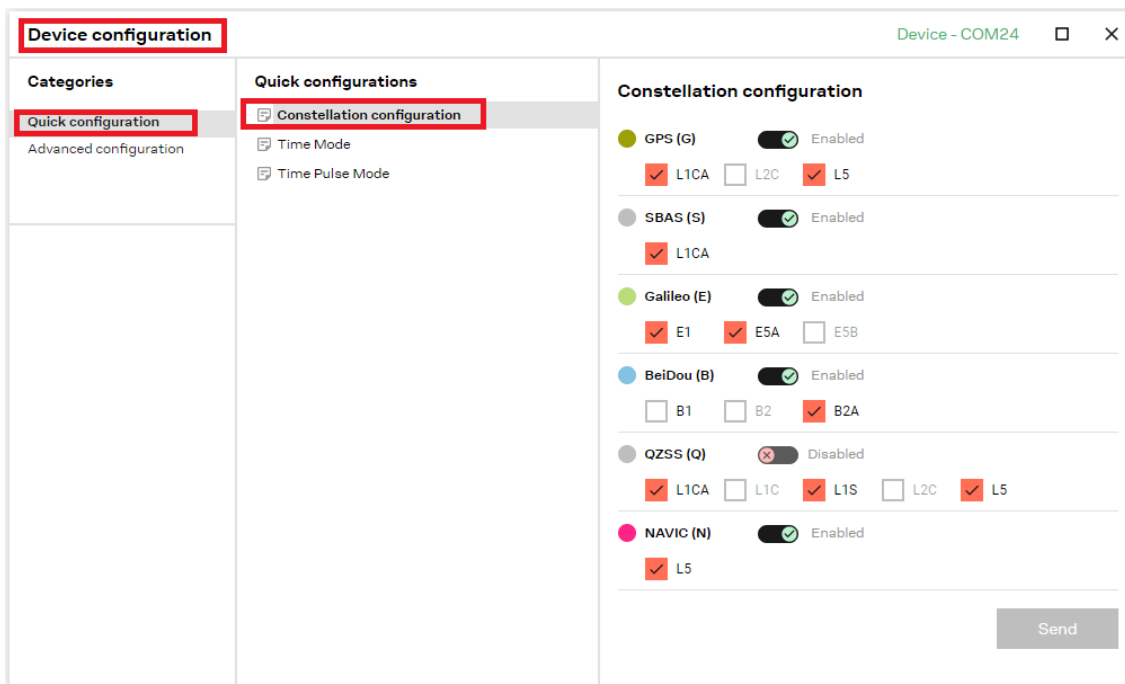 Device configuration
Device - COM24
Categories
Quick configuration
Advanced configuration
Quick configurations
Constellation configuration
Time Mode
Time Pulse Mode
Constellation configuration
GPS (G) Enabled
L1CA L2C L5
SBAS (S) Enabled
L1CA
Galileo (E) Enabled
E1 E5A E5B
BeiDou (B) Enabled
B1 B2 B2A
QZSS (Q) Disabled
L1CA L1C L1S L2C L5
NAVIC (N) Enabled
L5
Send